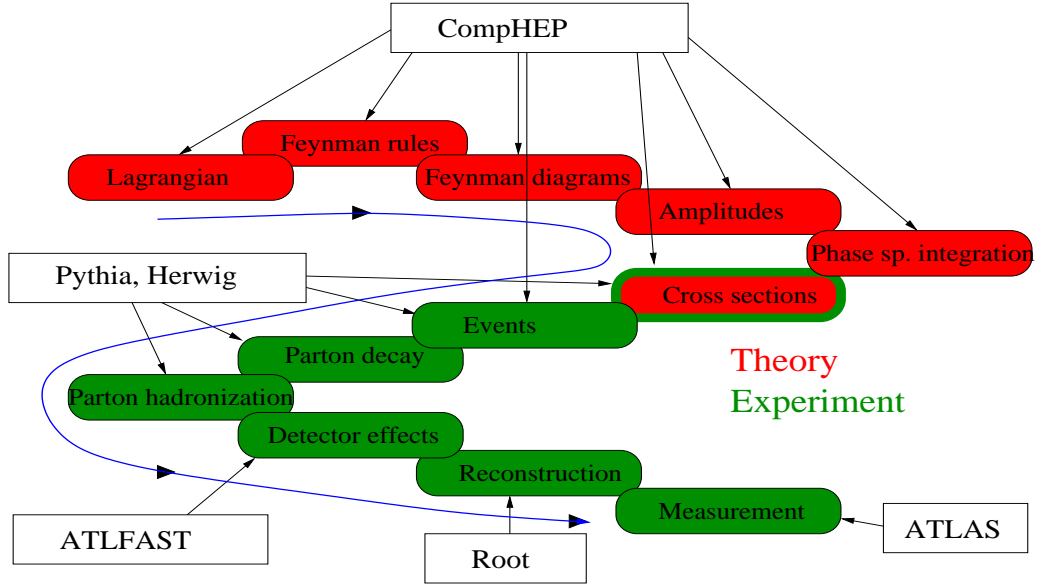 CompHEP
Feynman rules
Lagrangian
Feynman diagrams
Amplitudes
Phase sp. integration
Pythia, Herwig
Cross sections
Events
Parton decay
Theory
Parton hadronization
Experiment
Detector effects
Reconstruction
Measurement
ATLFAST
Root
ATLAS